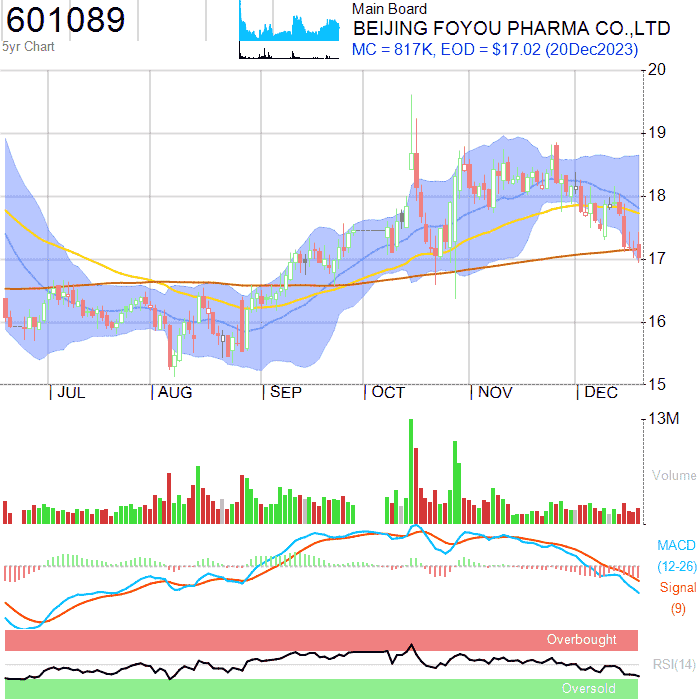 601089
5yr Chart
Main Board
BEIJING FOYOU PHARMA CO.,LTD
MC = 817K, EOD = $17.02 (20Dec2023)
20
19
18
17
16
15
JUL AUG SEP OCT NOV DEC
13M
Volume
MACD
(12-26)
Signal
(9)
Overbought
RSI(14)
Oversold